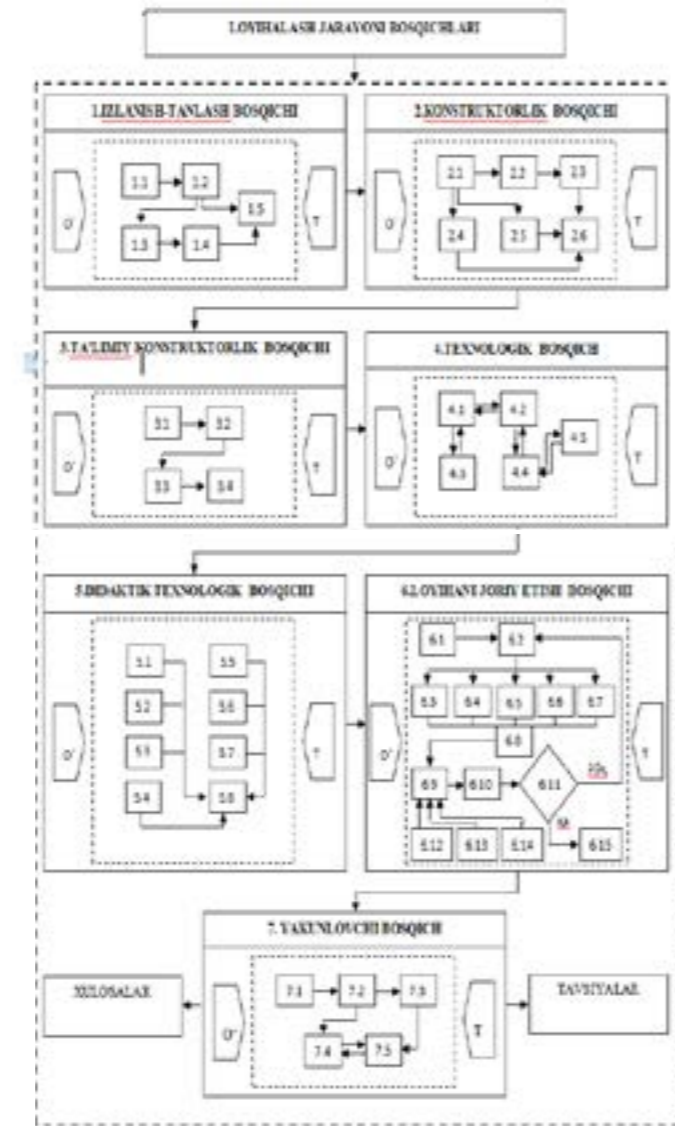 LOYIHALASH JARAYONI BOSQICHLARI
1.IZLANISH-TANLASH BOSQICHI
2.KONSTRUKTORLIK BOSQICHI
O'
1.1
1.2
1.5
1.3
1.4
T
O'
2.1
2.2
2.3
2.4
2.5
2.6
T
3.TA'LIMIY KONSTRUKTORLIK BOSQICHI
4.TEXNOLOGIK BOSQICH
O'
3.1
3.2
3.3
3.4
T
O'
4.1
4.2
4.5
4.3
4.4
T
5.DIDAKTIK TEXNOLOGIK BOSQICHI
6.LOYIHANI JORIY ETISH BOSQICHI
O'
5.1
5.5
5.2
5.6
5.3
5.7
5.4
5.8
T
O'
6.1
6.2
6.3
6.4
6.5
6.6
6.7
6.8
6.9
6.10
6.11
6.12
6.13
6.14
6.15
T
7. YAKUNLOVCHI BOSQICH
XULOSALAR
O'
7.1
7.2
7.3
7.4
7.5
T
TAVSIYALAR